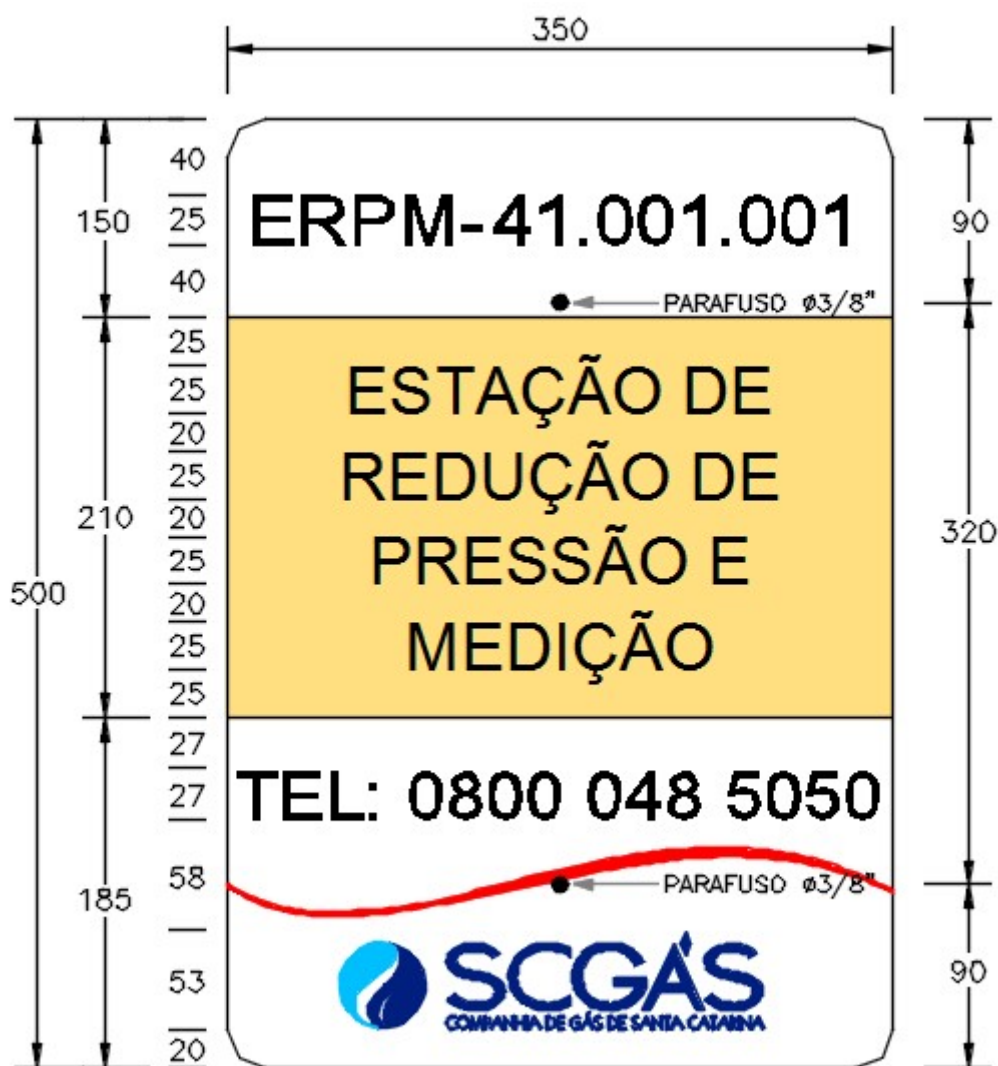 350
40
ERPM-41.001.001
150
25
90
40
PARAFUSO ø3/8"
25
ESTAÇÃO DE
25
20
REDUÇÃO DE
25
210
20
320
PRESSÃO E
25
500
20
MEDIÇÃO
25
25
27
TEL: 0800 048 5050
27
58
PARAFUSO ø3/8"
185
SCGÁS
53
90
COMPANHIA DE GÁS DE SANTA CATARINA
20